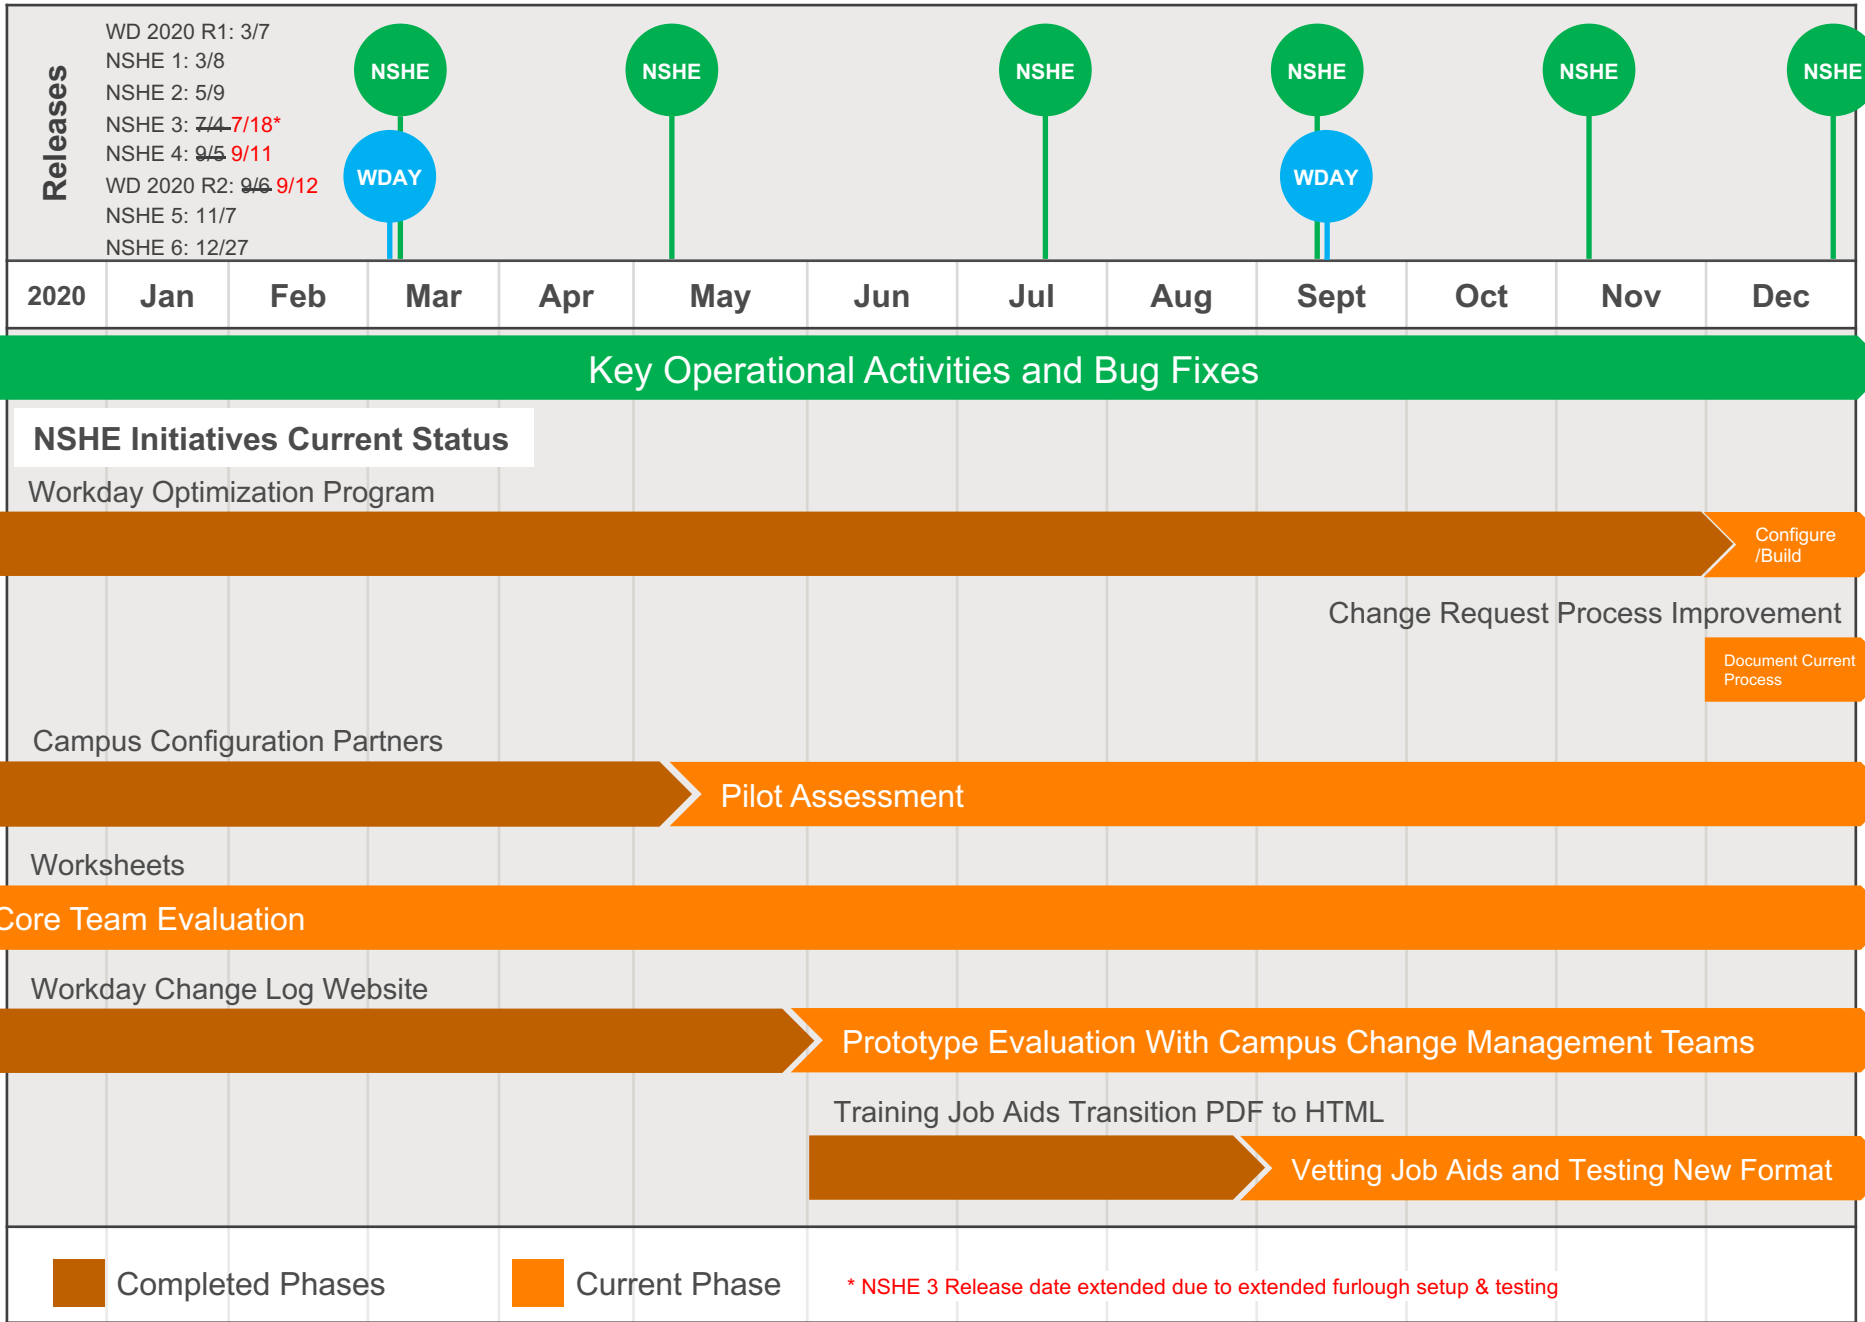 Releases
WD 2020 R1: 3/7
NSHE 1: 3/8
NSHE 2: 5/9
NSHE 3: 7/4 7/18*
NSHE 4: 9/5 9/11
WD 2020 R2: 9/6 9/12
NSHE 5: 11/7
NSHE 6: 12/27
NSHE NSHE NSHE NSHE NSHE NSHE
WDAY WDAY
2020 Jan Feb Mar Apr May Jun Jul Aug Sept Oct Nov Dec
Key Operational Activities and Bug Fixes
NSHE Initiatives Current Status
Workday Optimization Program
Configure
/Build
Change Request Process Improvement
Document Current
Process
Campus Configuration Partners
Pilot Assessment
Worksheets
Core Team Evaluation
Workday Change Log Website
Prototype Evaluation With Campus Change Management Teams
Training Job Aids Transition PDF to HTML
Vetting Job Aids and Testing New Format
Completed Phases Current Phase * NSHE 3 Release date extended due to extended furlough setup & testing